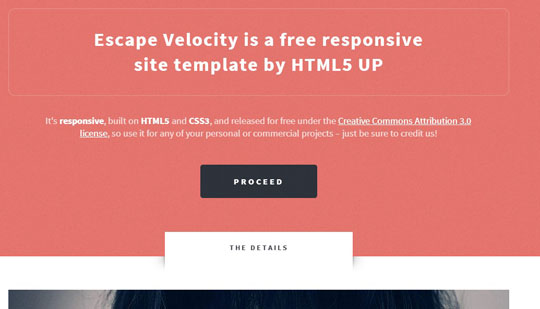 Escape Velocity is a free responsive
site template by HTML5 UP
It's responsive, built on HTML5 and CSS3, and released for free under the Creative Commons Attribution 3.0
license, so use it for any of your personal or commercial projects – just be sure to credit us!
PROCEED
THE DETAILS